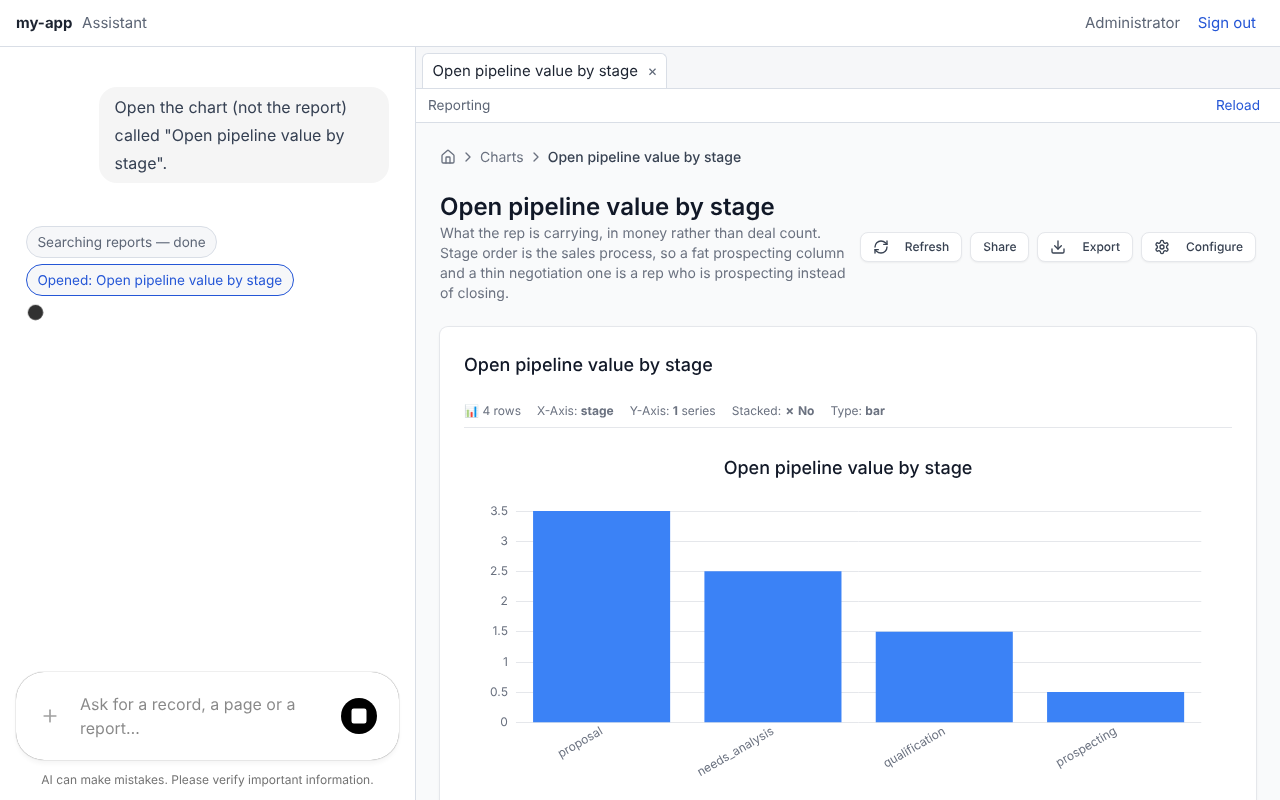 my-app Assistant
Administrator Sign out
Open the chart (not the report)
called "Open pipeline value by
stage".
Searching reports — done
Opened: Open pipeline value by stage
Ask for a record, a page or a
report...
AI can make mistakes. Please verify important information.
Open pipeline value by stage ×
Reporting Reload
Charts Open pipeline value by stage
Open pipeline value by stage
What the rep is carrying, in money rather than deal count.
Stage order is the sales process, so a fat prospecting column
and a thin negotiation one is a rep who is prospecting instead
of closing.
Refresh Share Export Configure
Open pipeline value by stage
4 rows X-Axis: stage Y-Axis: 1 series Stacked: × No Type: bar
Open pipeline value by stage
3.5
3
2.5
2
1.5
1
0.5
0
proposal needs_analysis qualification prospecting